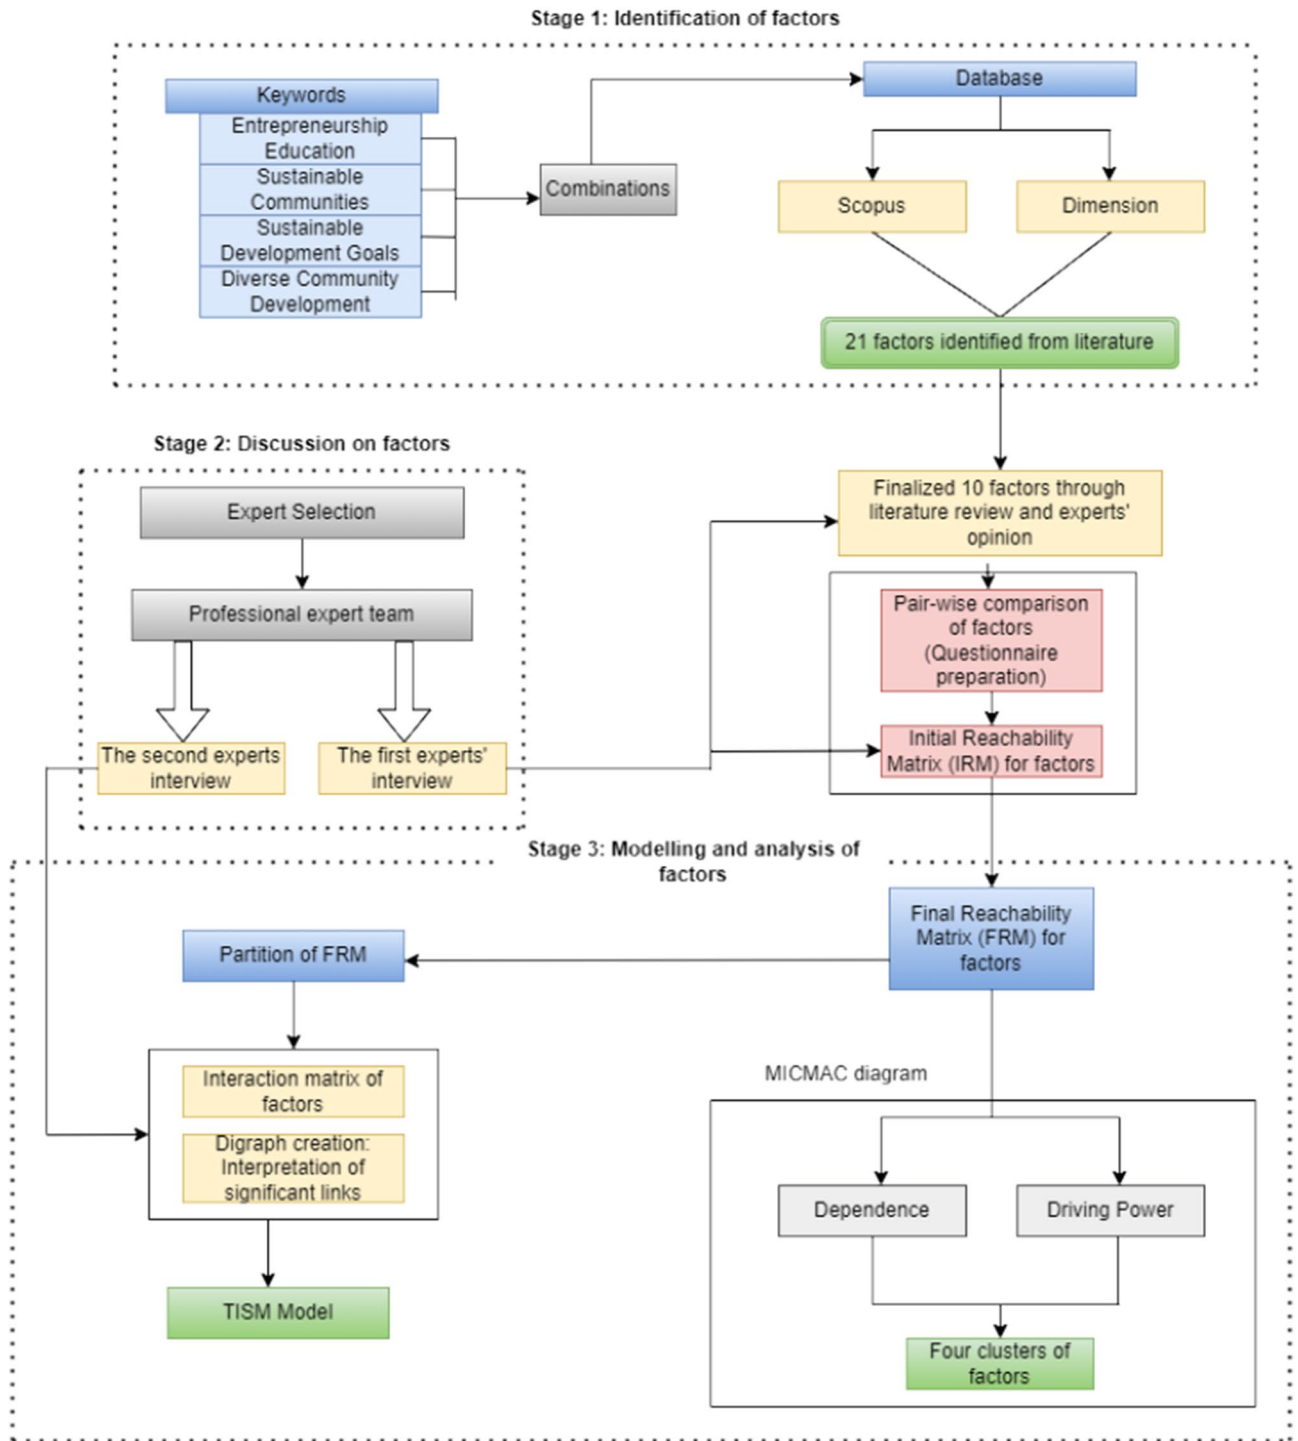 Stage 1: Identification of factors
Keywords
Entrepreneurship
Education
Sustainable
Communities
Sustainable
Development Goals
Diverse Community
Development
Combinations
Database
Scopus
Dimension
21 factors identified from literature
Stage 2: Discussion on factors
Expert Selection
Professional expert team
The second experts
interview
The first experts'
interview
Finalized 10 factors through
literature review and experts'
opinion
Pair-wise comparison
of factors
(Questionnaire
preparation)
Initial Reachability
Matrix (IRM) for factors
Stage 3: Modelling and analysis of
factors
Final Reachability
Matrix (FRM) for
factors
Partition of FRM
Interaction matrix of
factors
Digraph creation:
Interpretation of
significant links
TISM Model
MICMAC diagram
Dependence
Driving Power
Four clusters of
factors